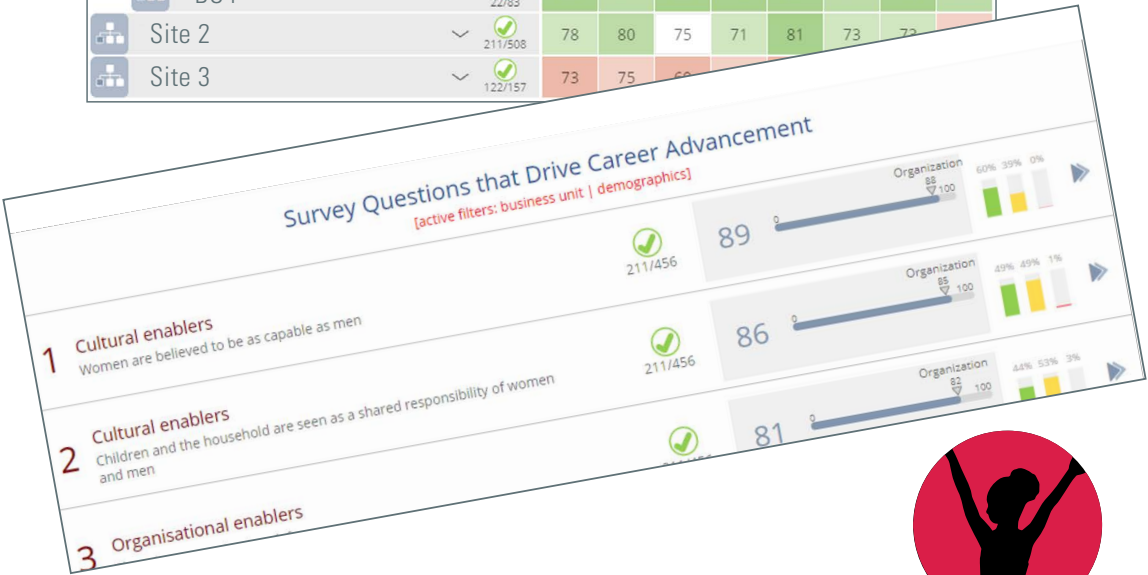 22/83
Site 2 211/508 78 80 75 71 81 73
Site 3 122/157 73 75
Survey Questions that Drive Career Advancement
[active filters: business unit | demographics]
1 Cultural enablers
Women are believed to be as capable as men
211/456 89 0 Organization 88 100 60% 39% 0%
2 Cultural enablers
Children and the household are seen as a shared responsibility of women
and men
211/456 86 0 Organization 85 100 49% 49% 1%
3 Organisational enablers
81 0 Organization 82 100 44% 53% 3%